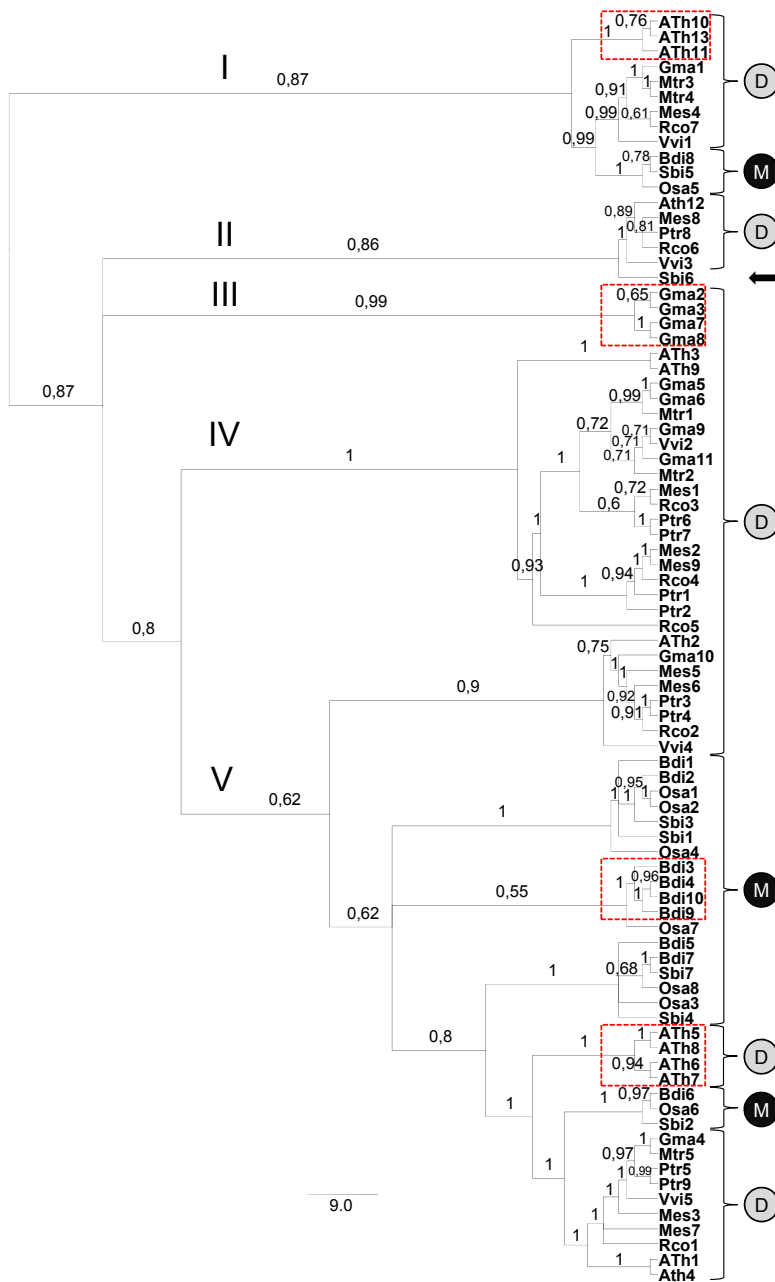 0,76 ATh10
1 ATh13
ATh11
I
1 Gma1
D
0,87
0,91 1 Mtr3
Mtr4
0,99 0,61 Mes4
Rco7
0,99 Vvi1
0,78 Bdi8
1 Sbi5
M
Osa5
Ath12
0,89 Mes8
II
1 0,81 Ptr8
D
0,86
Rco6
Vvi3
Sbi6
III
0,65 Gma2
0,99
Gma3
1 Gma7
Gma8
1 ATh3
ATh9
0,87
1 Gma5
0,99 Gma6
Mtr1
IV
0,72 0,71 Gma9
0,71 Vvi2
0,71 Gma11
1
1 Mtr2
0,72 Mes1
0,6 Rco3
1 Ptr6
D
1 Ptr7
1 Mes2
0,93 1 Mes9
1 0,94 Rco4
Ptr1
Ptr2
Rco5
0,8
0,75 ATh2
1 Gma10
1 Mes5
0,9
0,92 Mes6
1 Ptr3
0,91 Ptr4
Rco2
Vvi4
V
Bdi1
0,95 Bdi2
0,62
1 1 1 Osa1
Osa2
1
Sbi3
Sbi1
Osa4
Bdi3
1 0,96 Bdi4
M
0,55
1 Bdi10
Bdi9
0,62
Osa7
Bdi5
1 Bdi7
1 0,68 Sbi7
Osa8
Osa3
Sbi4
0,8
1 1 ATh5
ATh8
0,94 ATh6
D
ATh7
1 0,97 Bdi6
1
Osa6
M
Sbi2
1 Gma4
0,97 Mtr5
1
1 0,99 Ptr5
Ptr9
9.0
1 Vvi5
D
1 Mes3
Mes7
1 Rco1
1 ATh1
Ath4